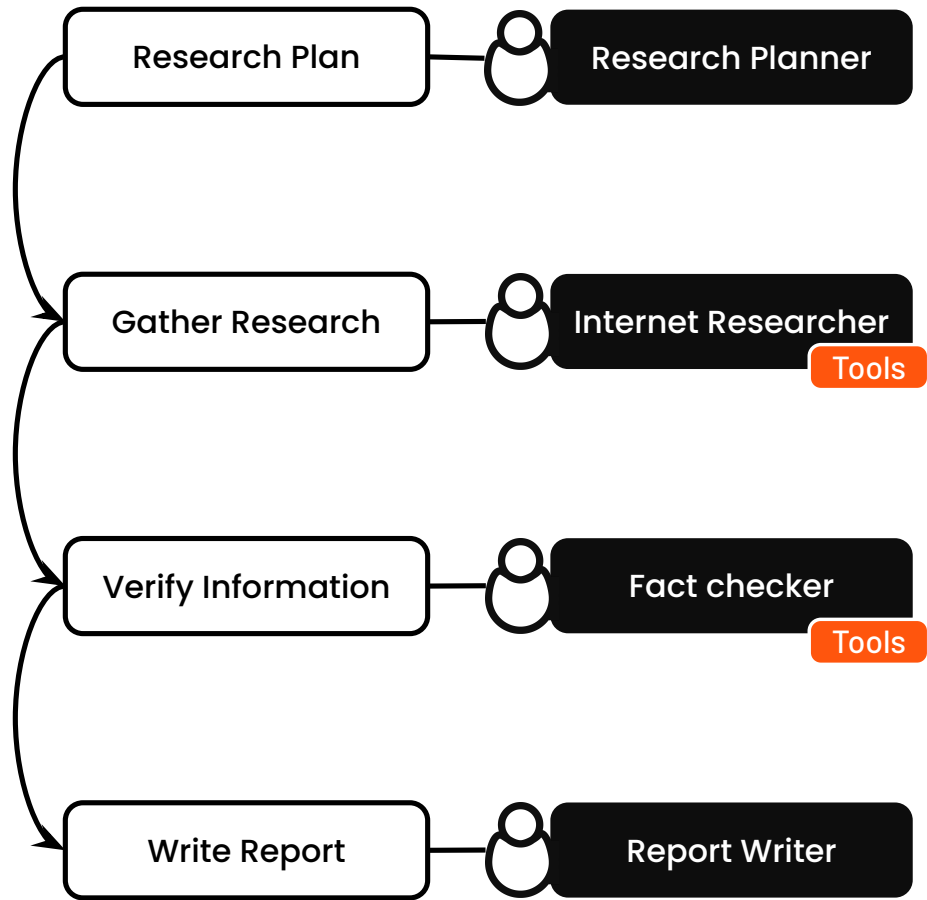 Research Plan
Research Planner
Gather Research
Internet Researcher
Tools
Verify Information
Fact checker
Tools
Write Report
Report Writer